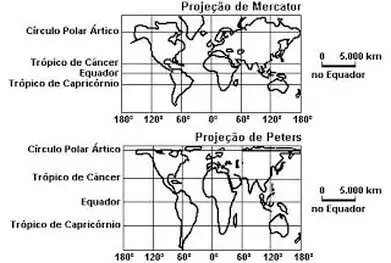 Projeção de Mercator
Círculo Polar Ártico
Trópico de Câncer
Equador
Trópico de Capricórnio
0 5.000 km
no Equador
180° 120° 60° 0° 60° 120° 180°
Projeção de Peters
Círculo Polar Ártico
Trópico de Câncer
Equador
Trópico de Capricórnio
0 5.000 km
no Equador
180° 120° 60° 0° 60° 120° 180°